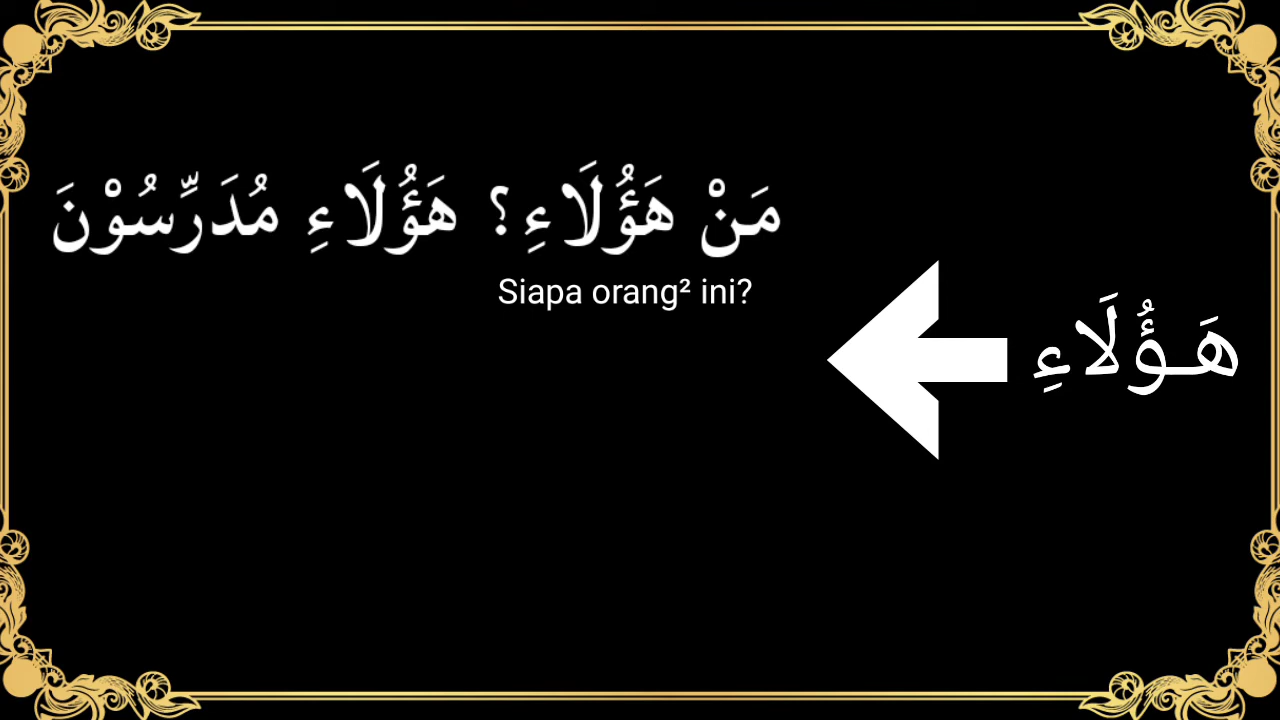 مَنْ هَؤُلَاءِ؟ هَؤُلَاءِ مُدَرِّسُوْنَ
Siapa orang² ini?
هَـؤُلَاءِ